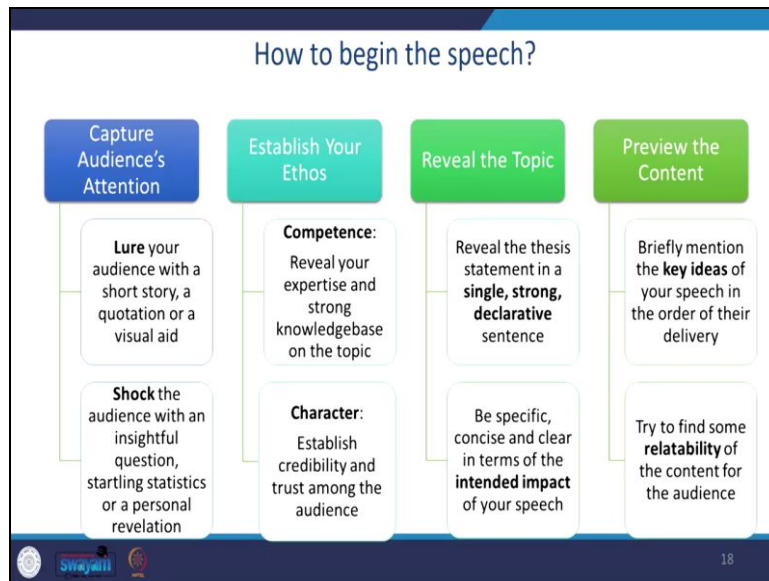 How to begin the speech?
Capture
Audience's
Attention
Lure your
audience with a
short story, a
quotation or a
visual aid
Shock the
audience with an
insightful
question,
startling statistics
or a personal
revelation
Establish Your
Ethos
Competence:
Reveal your
expertise and
strong
knowledgebase
on the topic
Character:
Establish
credibility and
trust among the
audience
Reveal the Topic
Reveal the thesis
statement in a
single, strong,
declarative
sentence
Be specific,
concise and clear
in terms of the
intended impact
of your speech
Preview the
Content
Briefly mention
the key ideas of
your speech in
the order of their
delivery
Try to find some
relatability of
the content for
the audience
swayam
18